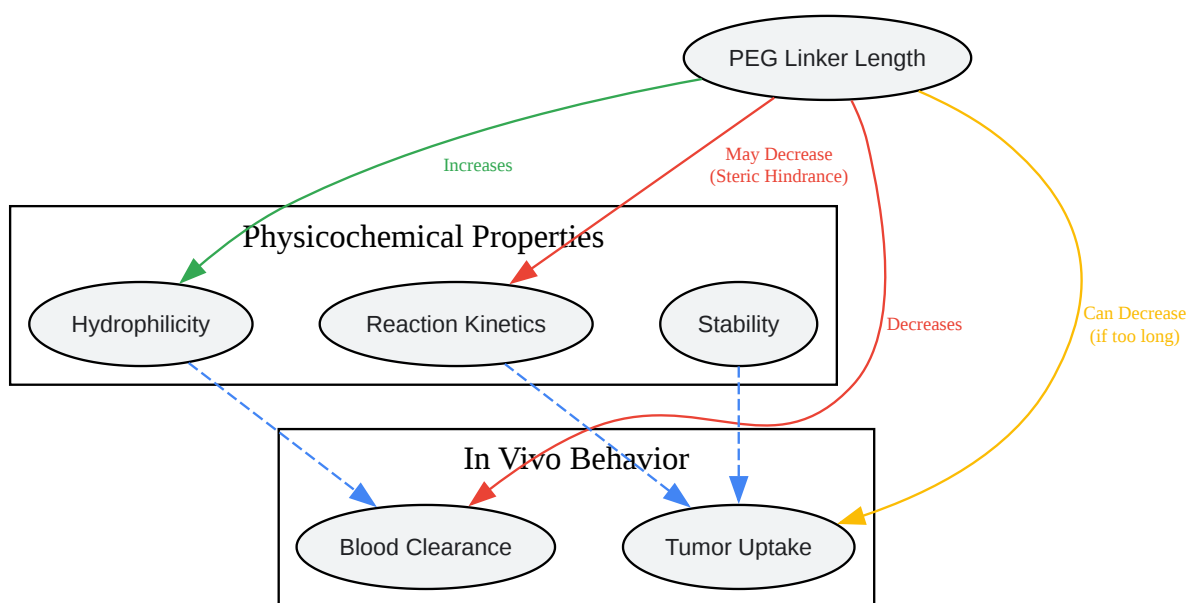 PEG Linker Length
Increases
May Decrease
(Steric Hindrance)
Physicochemical Properties
Hydrophilicity
Reaction Kinetics
Stability
Decreases
Can Decrease
(if too long)
In Vivo Behavior
Blood Clearance
Tumor Uptake